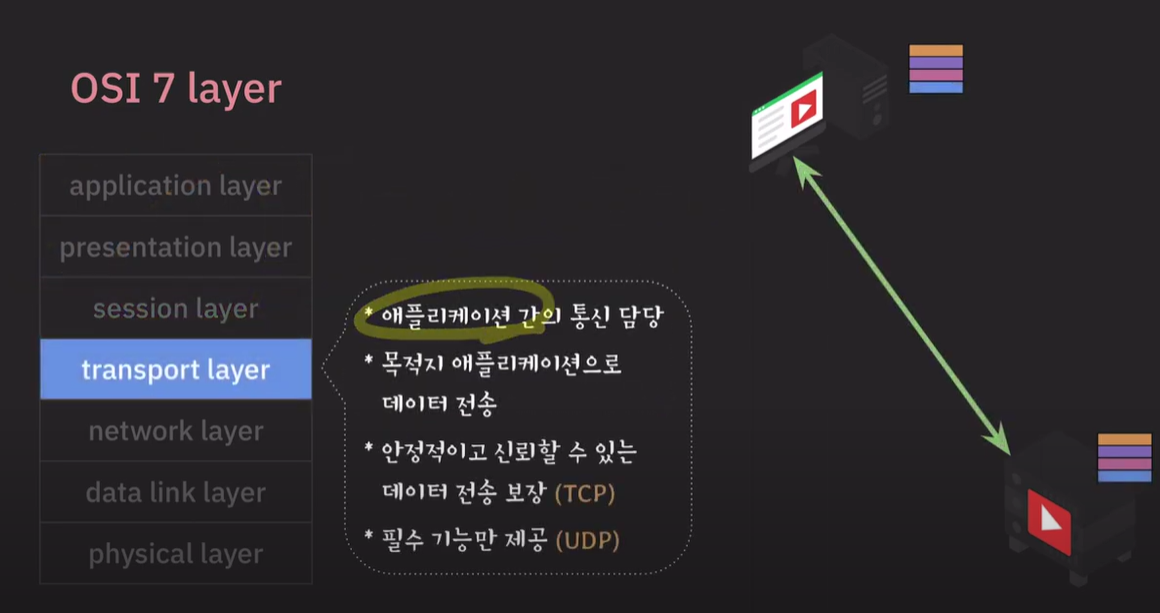 OSI 7 layer
application layer
presentation layer
session layer
transport layer
network layer
data link layer
physical layer
* 애플리케이션 간의 통신 담당
* 목적지 애플리케이션으로
데이터 전송
* 안정적이고 신뢰할 수 있는
데이터 전송 보장 (TCP)
* 필수 기능만 제공 (UDP)